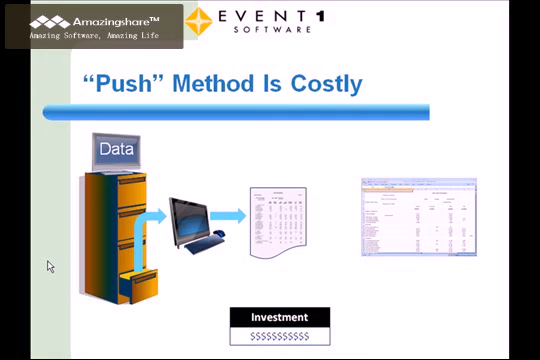 Amazingshare™
Amazing Software, Amazing Life
EVENT 1
SOFTWARE
“Push” Method Is Costly
Data
Investment
$$$$$$$$$$$